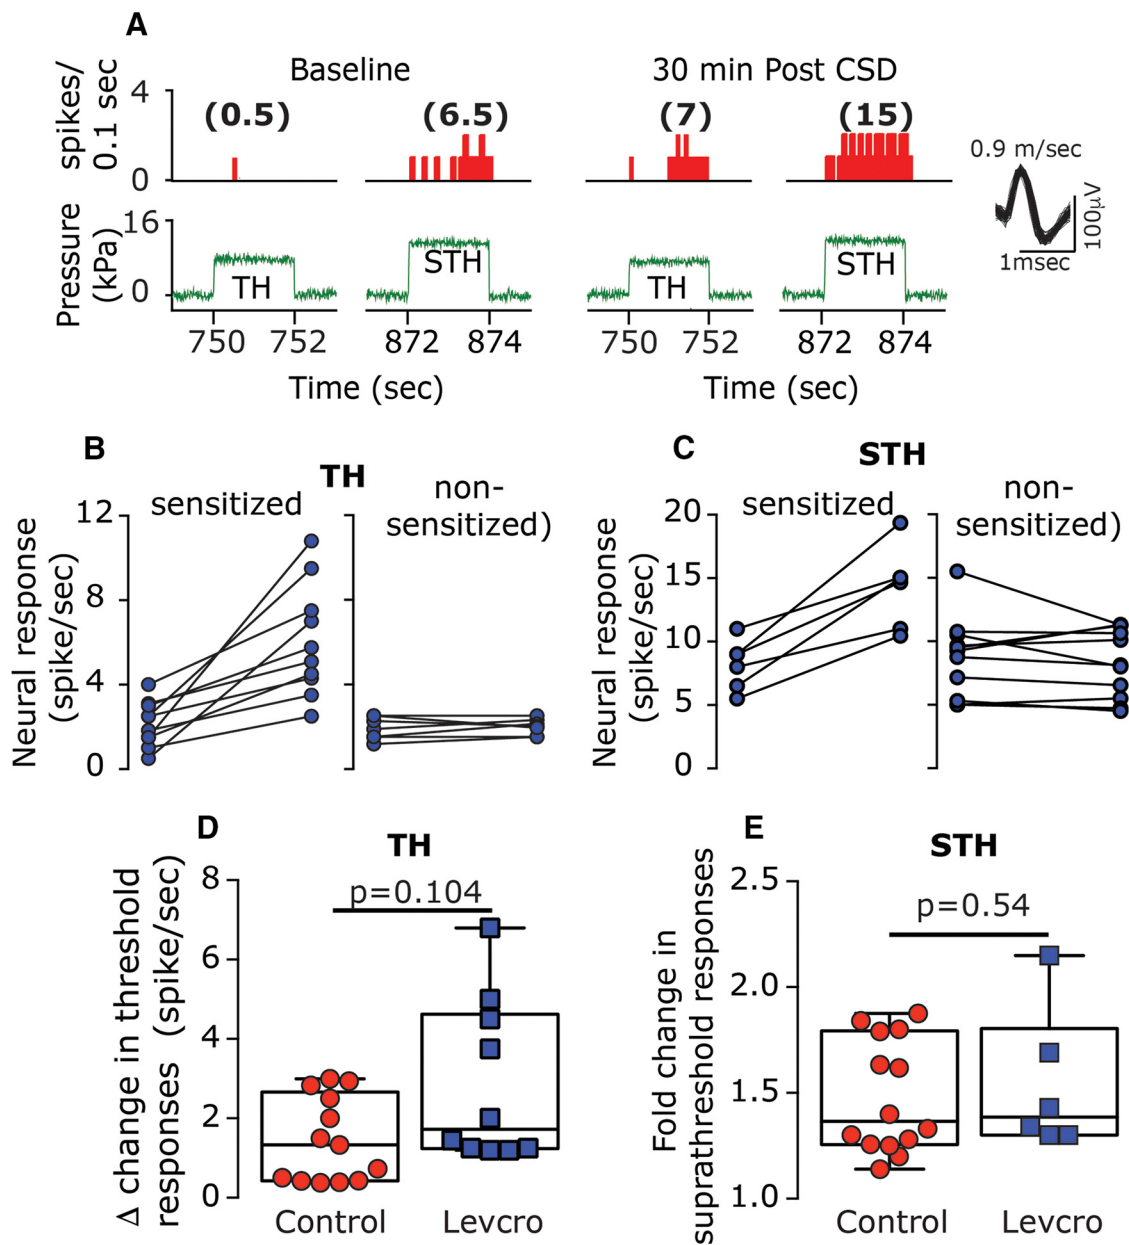 A
Baseline
30 min Post CSD
spikes/
0.1 sec
4
2
0
(0.5)
(6.5)
(7)
(15)
0.9 m/sec
100µV
1msec
Pressure
(kPa)
16
0
TH
STH
TH
STH
750 752 872 874 750 752 872 874
Time (sec)
Time (sec)
B
TH
sensitized
non-
sensitized)
Neural response
(spike/sec)
12
8
4
0
C
STH
sensitized
non-
sensitized)
Neural response
(spike/sec)
20
15
10
5
0
D
TH
p=0.104
Δ change in threshold
responses (spike/sec)
8
6
4
2
0
Control Levcro
E
STH
p=0.54
Fold change in
suprathreshold responses
2.5
2.0
1.5
1.0
Control Levcro